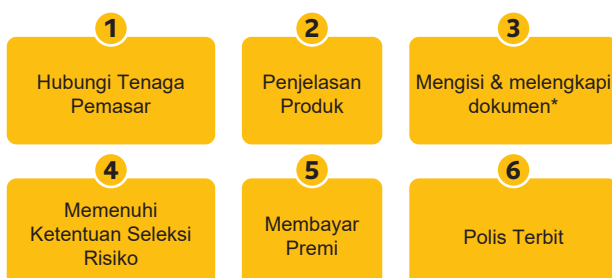 1
Hubungi Tenaga
Pemasar
2
Penjelasan
Produk
3
Mengisi & melengkapi
dokumen*
4
Memenuhi
Ketentuan Seleksi
Risiko
5
Membayar
Premi
6
Polis Terbit